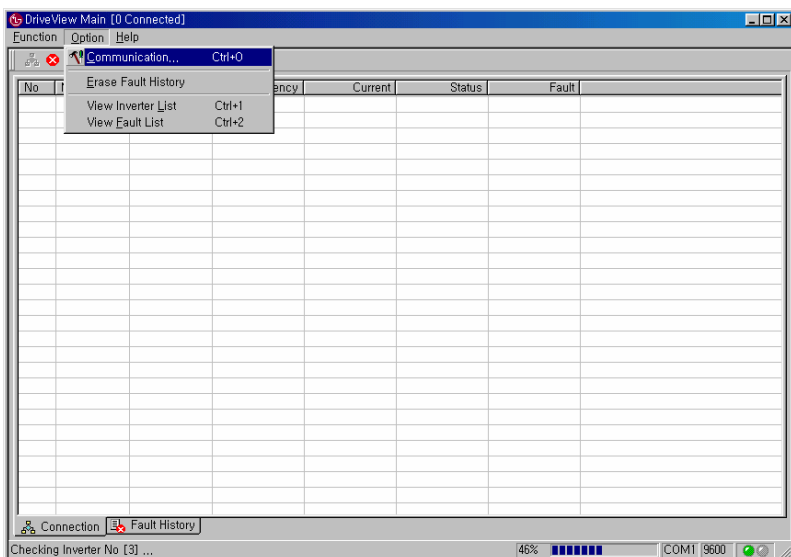 DriveView Main [0 Connected]
Function Option Help
Communication... Ctrl+O
Erase Fault History
View Inverter List Ctrl+1
View Fault List Ctrl+2
No Current Status Fault
Connection Fault History
Checking Inverter No [3] ... 46% COM1 9600